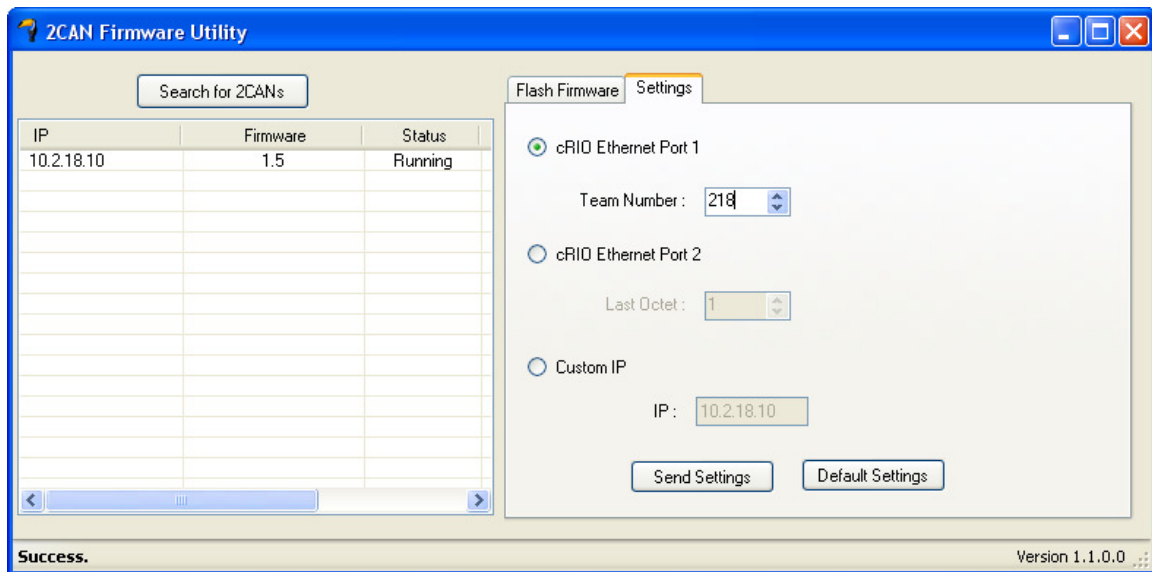 2CAN Firmware Utility
Search for 2CANs
IP Firmware Status
10.2.18.10 1.5 Running
Flash Firmware Settings
cRIO Ethernet Port 1
Team Number : 218
cRIO Ethernet Port 2
Last Octet : 1
Custom IP
IP : 10.2.18.10
Send Settings Default Settings
Success. Version 1.1.0.0